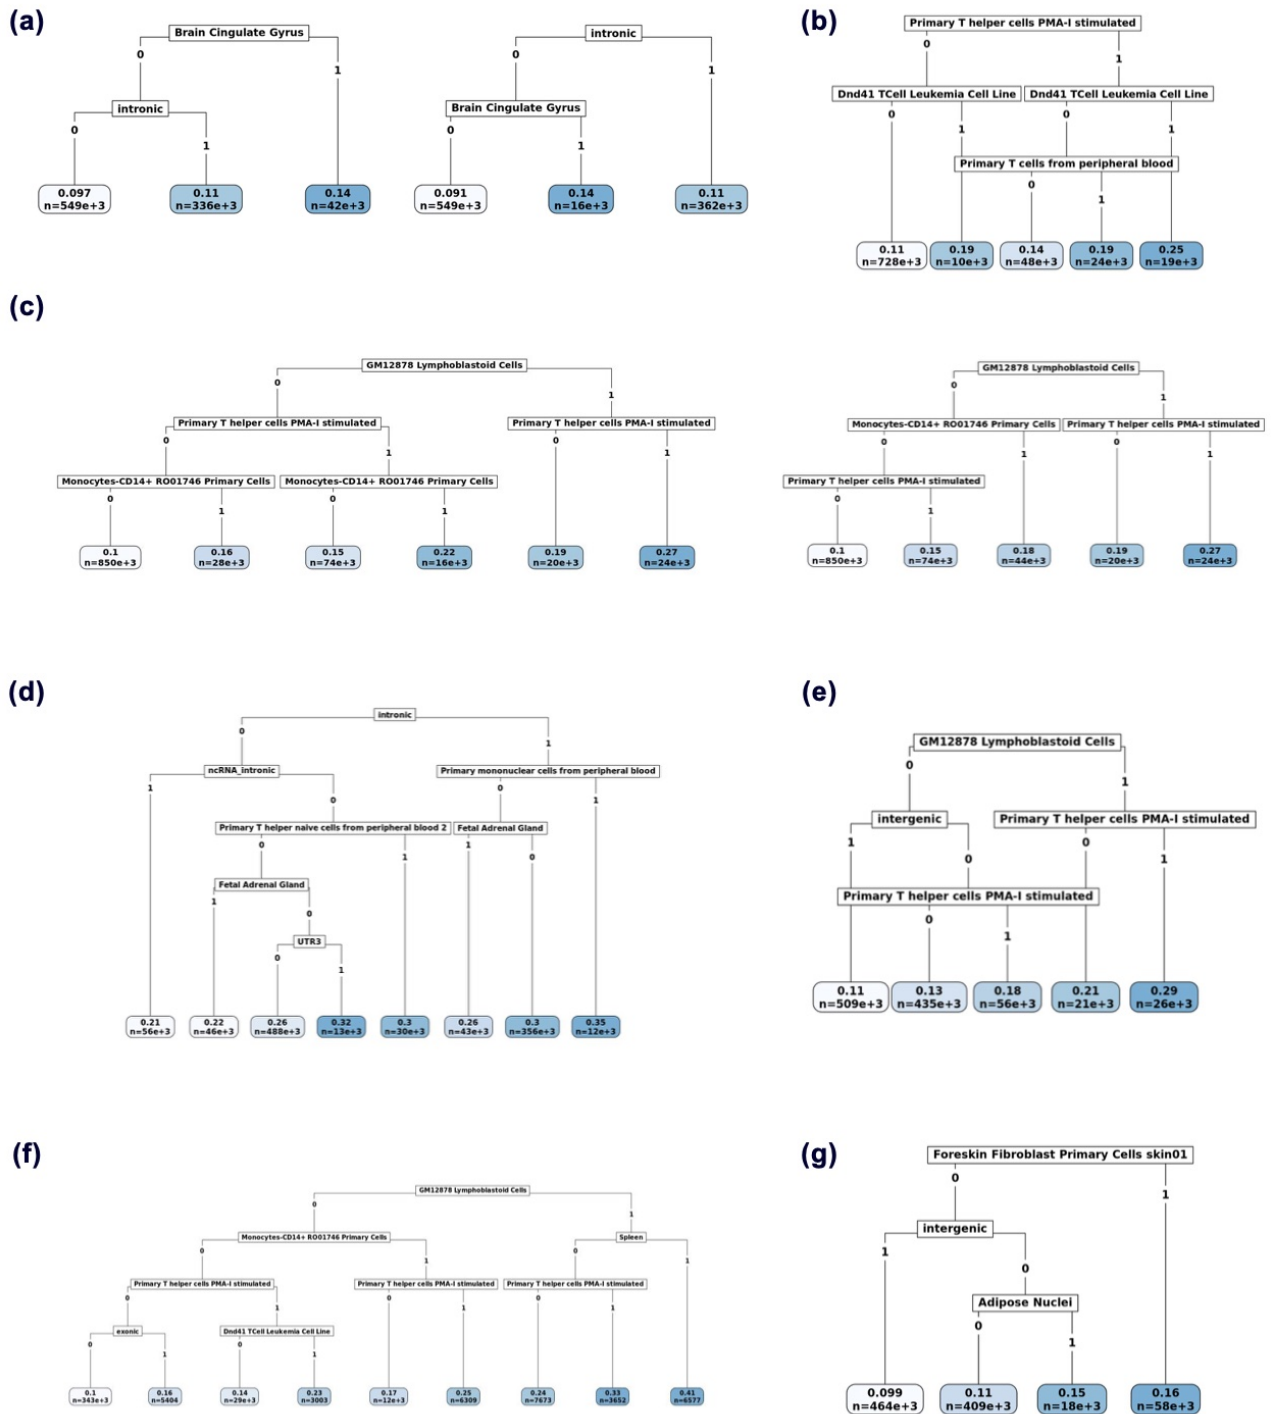 (a)
Brain Cingulate Gyrus
0
1
intronic
0
1
0.097
n=549e+3
0.11
n=336e+3
0.14
n=42e+3
intronic
0
1
Brain Cingulate Gyrus
0
1
0.091
n=549e+3
0.14
n=16e+3
0.11
n=362e+3
(b)
Primary T helper cells PMA-I stimulated
0
1
Dnd41 TCell Leukemia Cell Line
Dnd41 TCell Leukemia Cell Line
0
1
0
1
Primary T cells from peripheral blood
0
1
0.11
n=728e+3
0.19
n=10e+3
0.14
n=48e+3
0.19
n=24e+3
0.25
n=19e+3
(c)
GM12878 Lymphoblastoid Cells
0
1
Primary T helper cells PMA-I stimulated
Primary T helper cells PMA-I stimulated
0
1
0
1
Monocytes-CD14+ RO01746 Primary Cells
Monocytes-CD14+ RO01746 Primary Cells
0
1
0
1
0.1
n=850e+3
0.16
n=28e+3
0.15
n=74e+3
0.22
n=16e+3
0.19
n=20e+3
0.27
n=24e+3
GM12878 Lymphoblastoid Cells
0
1
Monocytes-CD14+ RO01746 Primary Cells
Primary T helper cells PMA-I stimulated
0
1
0
1
Primary T helper cells PMA-I stimulated
0
1
0.1
n=850e+3
0.15
n=74e+3
0.18
n=44e+3
0.19
n=20e+3
0.27
n=24e+3
(d)
intronic
0
1
ncRNA_intronic
Primary mononuclear cells from peripheral blood
1
0
0
1
Primary T helper naive cells from peripheral blood 2
Fetal Adrenal Gland
0
1
1
0
Fetal Adrenal Gland
1
0
UTR3
0
1
0.21
n=56e+3
0.22
n=46e+3
0.26
n=488e+3
0.32
n=13e+3
0.3
n=30e+3
0.26
n=43e+3
0.3
n=356e+3
0.35
n=12e+3
(e)
GM12878 Lymphoblastoid Cells
0
1
intergenic
Primary T helper cells PMA-I stimulated
1
0
0
1
Primary T helper cells PMA-I stimulated
0
1
0.11
n=509e+3
0.13
n=435e+3
0.18
n=56e+3
0.21
n=21e+3
0.29
n=26e+3
(f)
GM12878 Lymphoblastoid Cells
0
1
Monocytes-CD14+ RO01746 Primary Cells
Spleen
0
1
0
1
Primary T helper cells PMA-I stimulated
Primary T helper cells PMA-I stimulated
Primary T helper cells PMA-I stimulated
0
1
0
1
0
1
exonic
Dnd41 TCell Leukemia Cell Line
0
1
0
1
0.1
n=343e+3
0.16
n=5404
0.14
n=29e+3
0.23
n=3003
0.17
n=12e+3
0.25
n=6309
0.24
n=7673
0.33
n=3652
0.41
n=6577
(g)
Foreskin Fibroblast Primary Cells skin01
0
1
intergenic
1
0
Adipose Nuclei
0
1
0.099
n=464e+3
0.11
n=409e+3
0.15
n=18e+3
0.16
n=58e+3